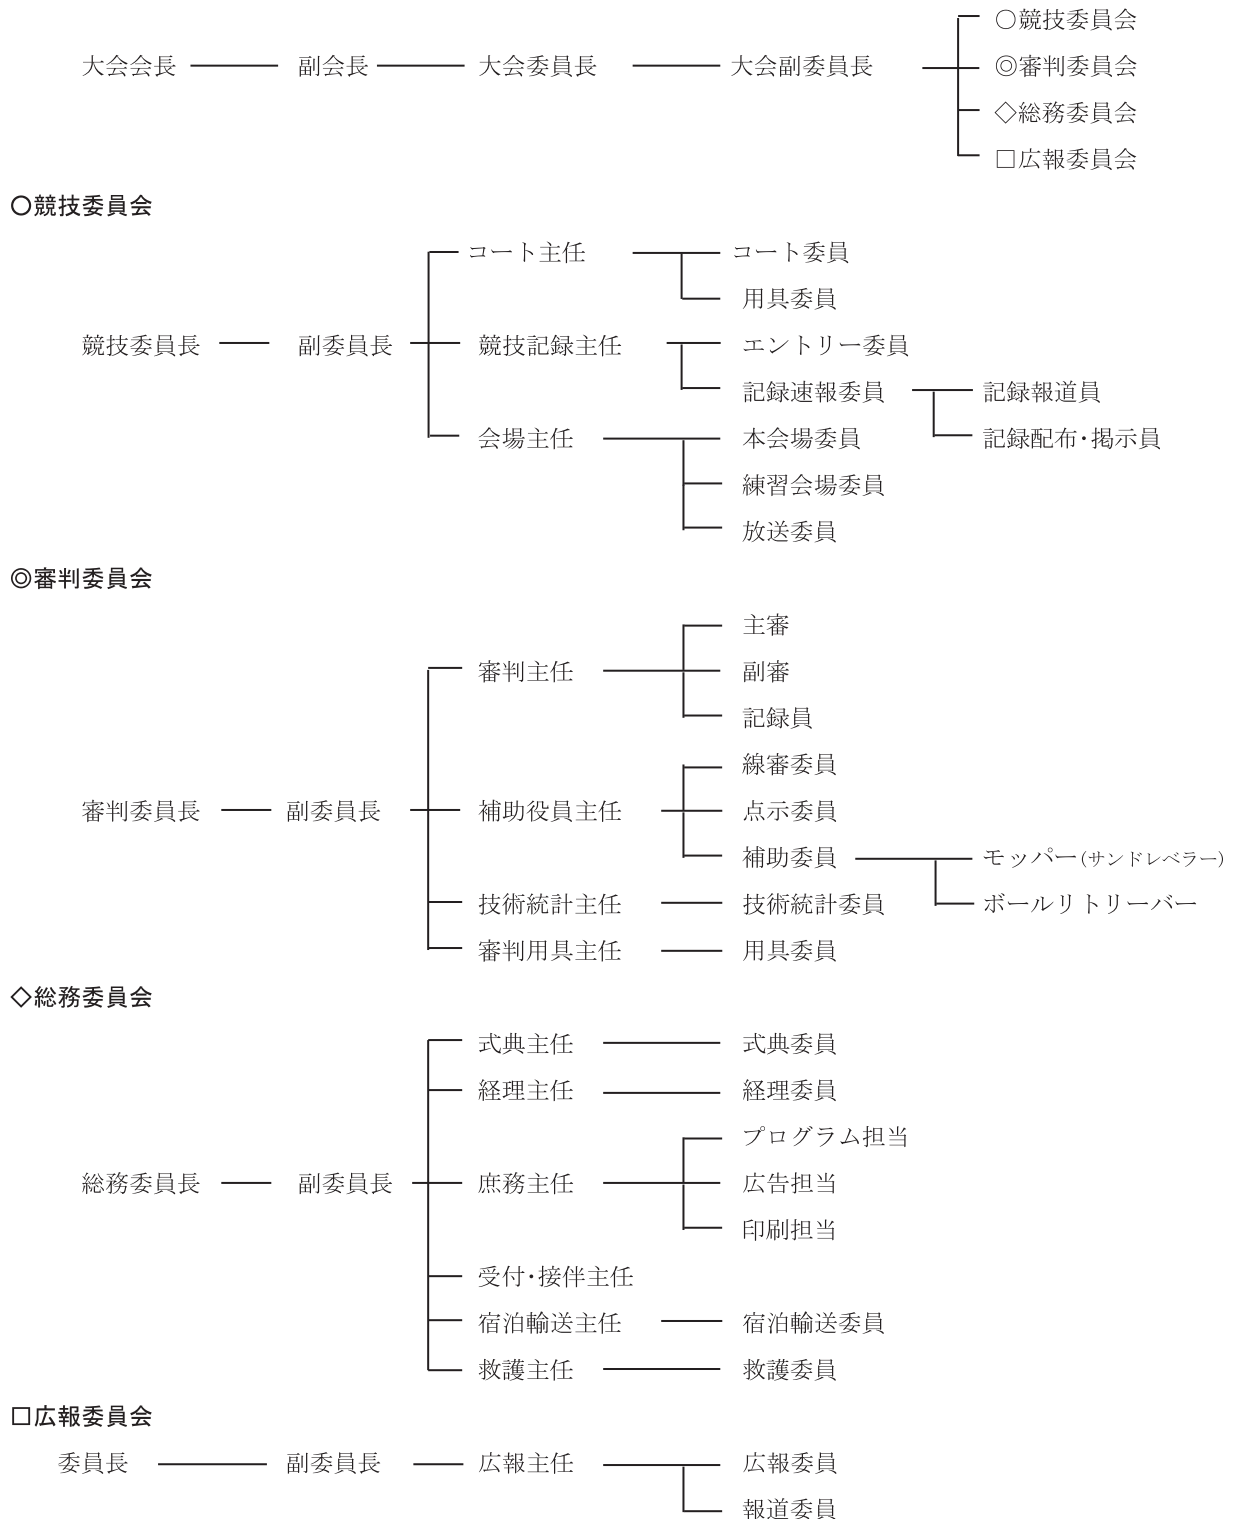 ○競技委員会
大会会長 副会長 大会委員長 大会副委員長 ◎審判委員会
◇総務委員会
□広報委員会
○競技委員会
コート主任 コート委員
用具委員
競技委員長 副委員長 競技記録主任 エントリー委員
記録速報委員 記録報道員
会場主任 本会場委員 記録配布・掲示員
練習会場委員
放送委員
◎審判委員会
主審
審判主任 副審
記録員
線審委員
審判委員長 副委員長 補助役員主任 点示委員
補助委員 モッパー(サンドレベラー)
技術統計主任 技術統計委員 ボールリトリーバー
審判用具主任 用具委員
◇総務委員会
式典主任 式典委員
経理主任 経理委員
プログラム担当
総務委員長 副委員長 庶務主任 広告担当
印刷担当
受付・接伴主任
宿泊輸送主任 宿泊輸送委員
救護主任 救護委員
□広報委員会
委員長 副委員長 広報主任 広報委員
報道委員